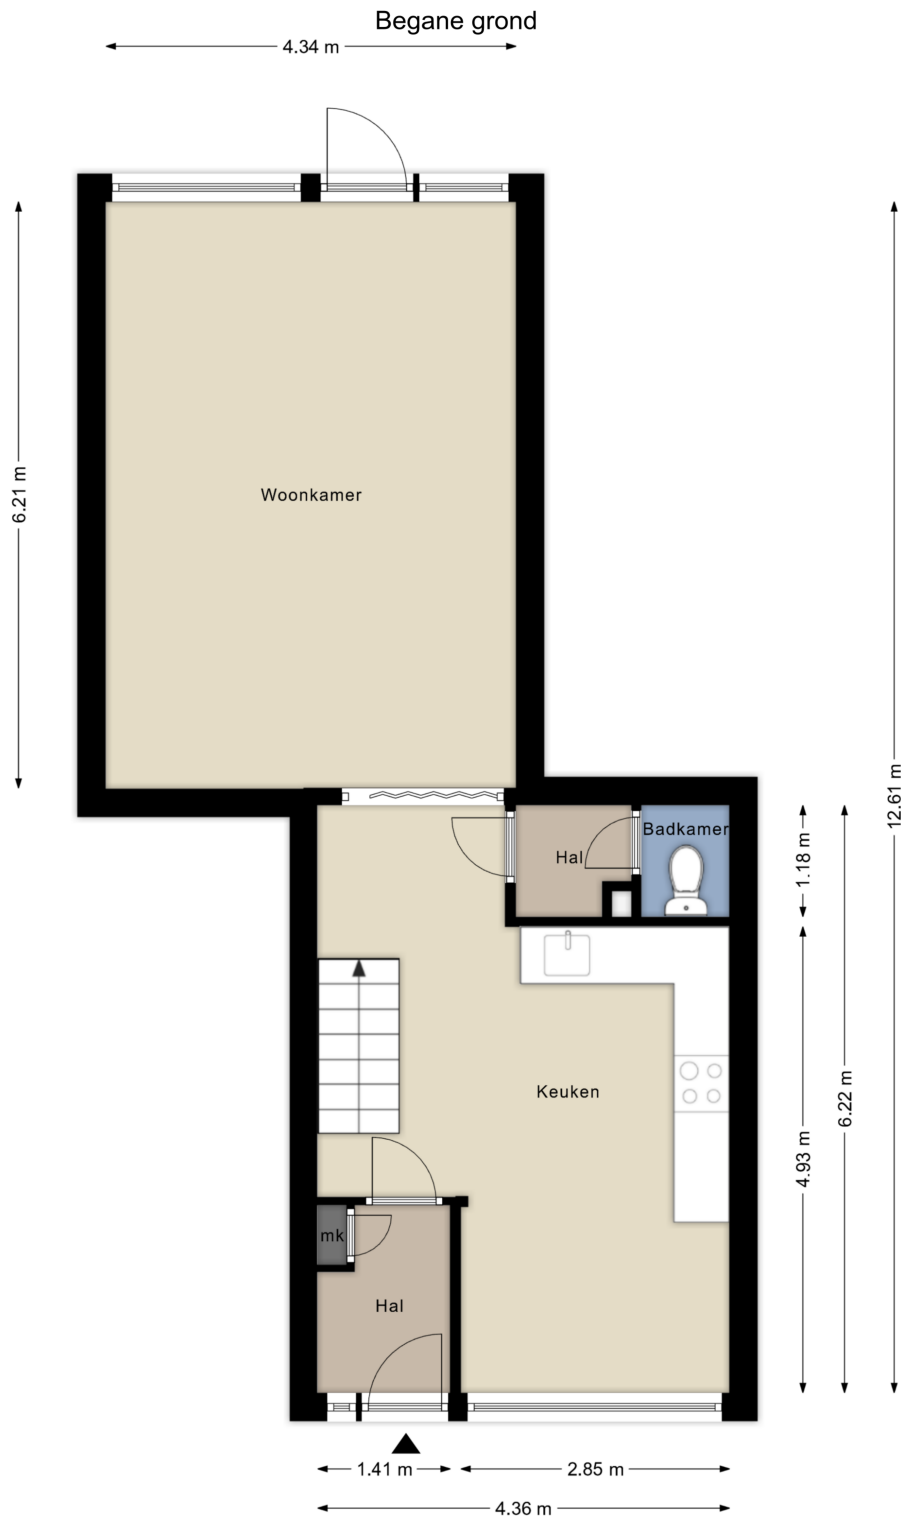 Begane grond
4.34 m
6.21 m
Woonkamer
12.61 m
Badkamer
Hal
1.18 m
Keuken
6.22 m
4.93 m
mk
Hal
1.41 m
2.85 m
4.36 m